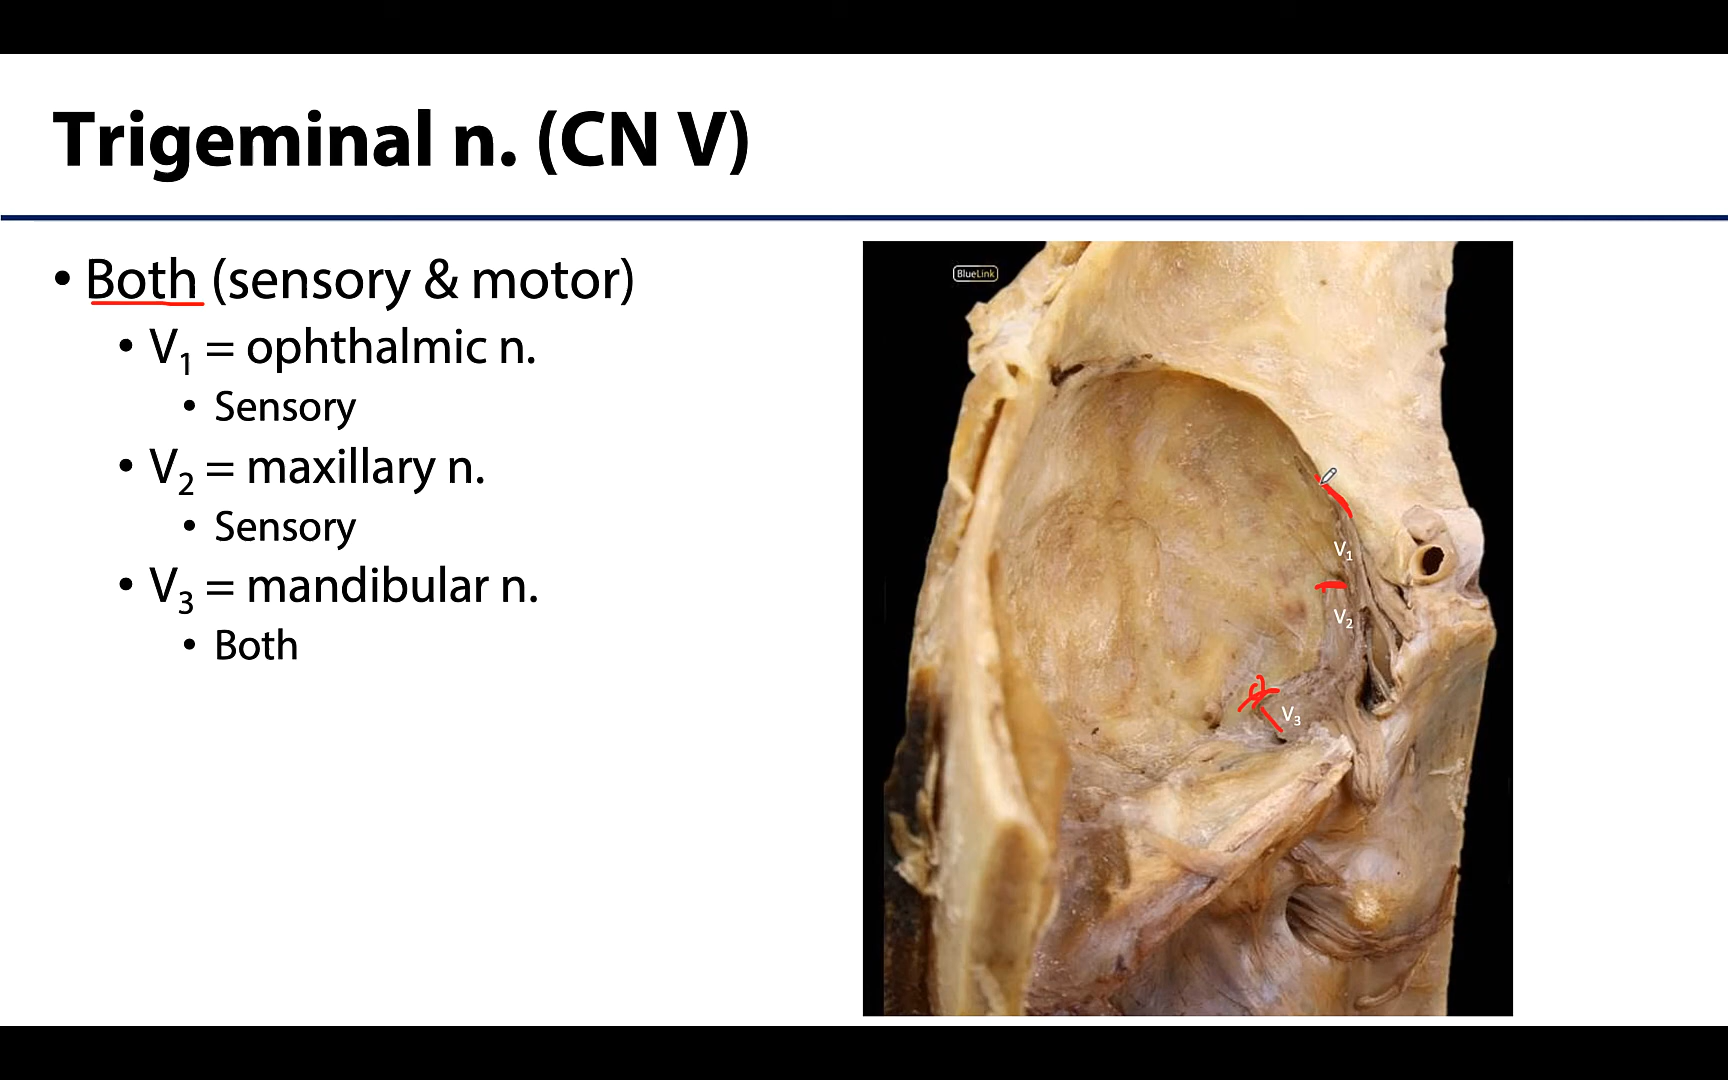 Trigeminal n. (CN V)
• Both (sensory & motor)
• V₁ = ophthalmic n.
• Sensory
• V₂ = maxillary n.
• Sensory
• V₃ = mandibular n.
• Both
BlueLink
V₁
V₂
V₃